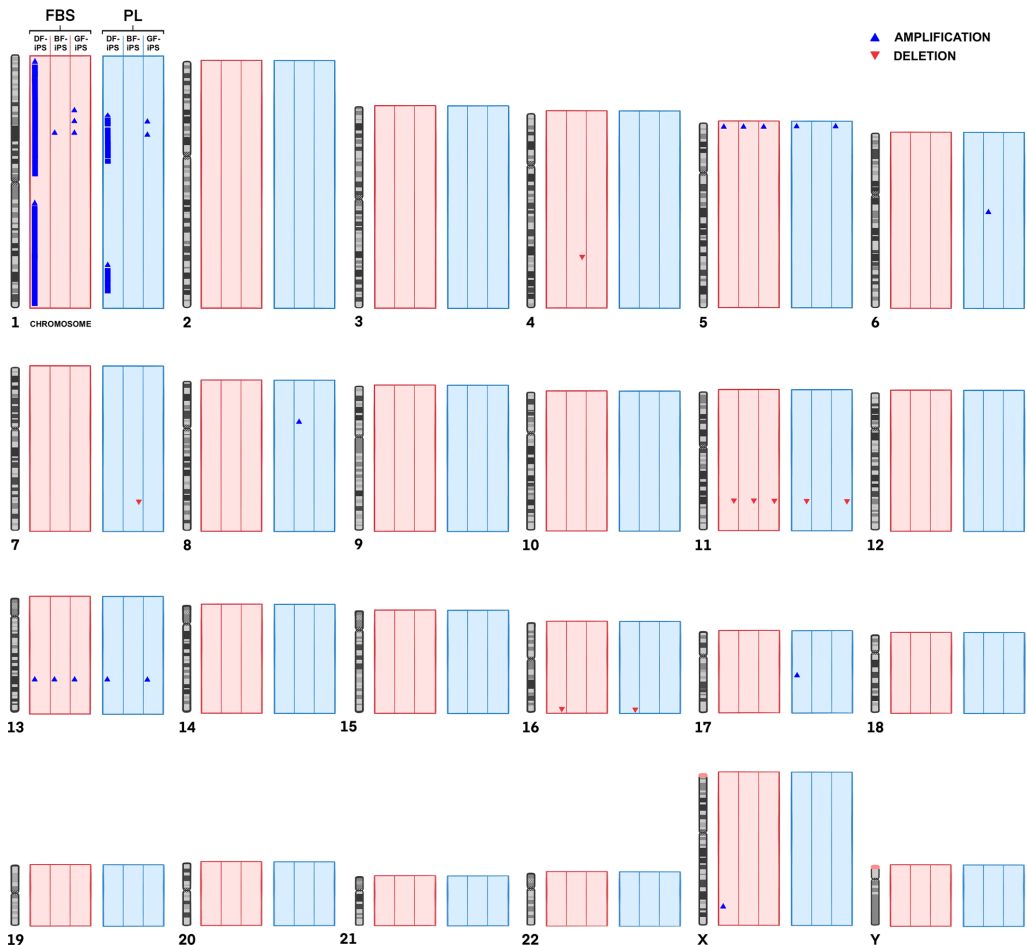 FBS PL
DF-iPS BF-iPS GF-iPS DF-iPS BF-iPS GF-iPS
AMPLIFICATION
DELETION
1 CHROMOSOME 2 3 4 5 6
7 8 9 10 11 12
13 14 15 16 17 18
19 20 21 22 X Y